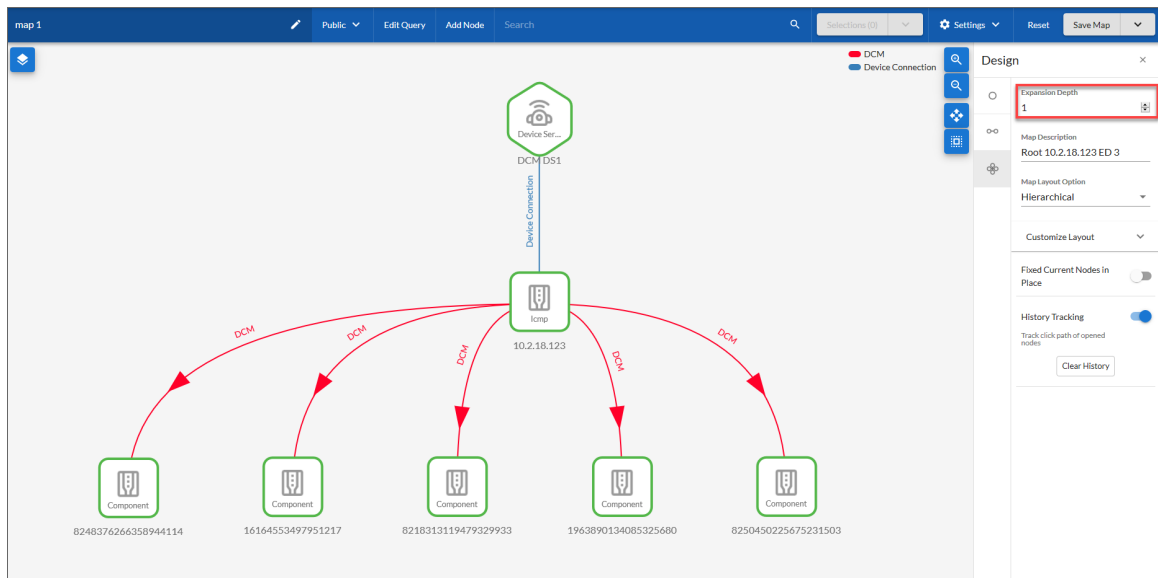 map 1
Public
Edit Query
Add Node
Search
Selections (0)
Settings
Reset
Save Map
DCM
Device Connection
Design
Expansion Depth
1
Map Description
Root 10.2.18.123 ED 3
Map Layout Option
Hierarchical
Customize Layout
Fixed Current Nodes in
Place
History Tracking
Track click path of opened
nodes
Clear History
Device Ser...
DCM DS1
Device Connection
Icmp
10.2.18.123
DCM
DCM
DCM
DCM
DCM
Component
8248376266358944114
Component
16164553497951217
Component
8218313119479329933
Component
1963890134085325680
Component
8250450225675231503